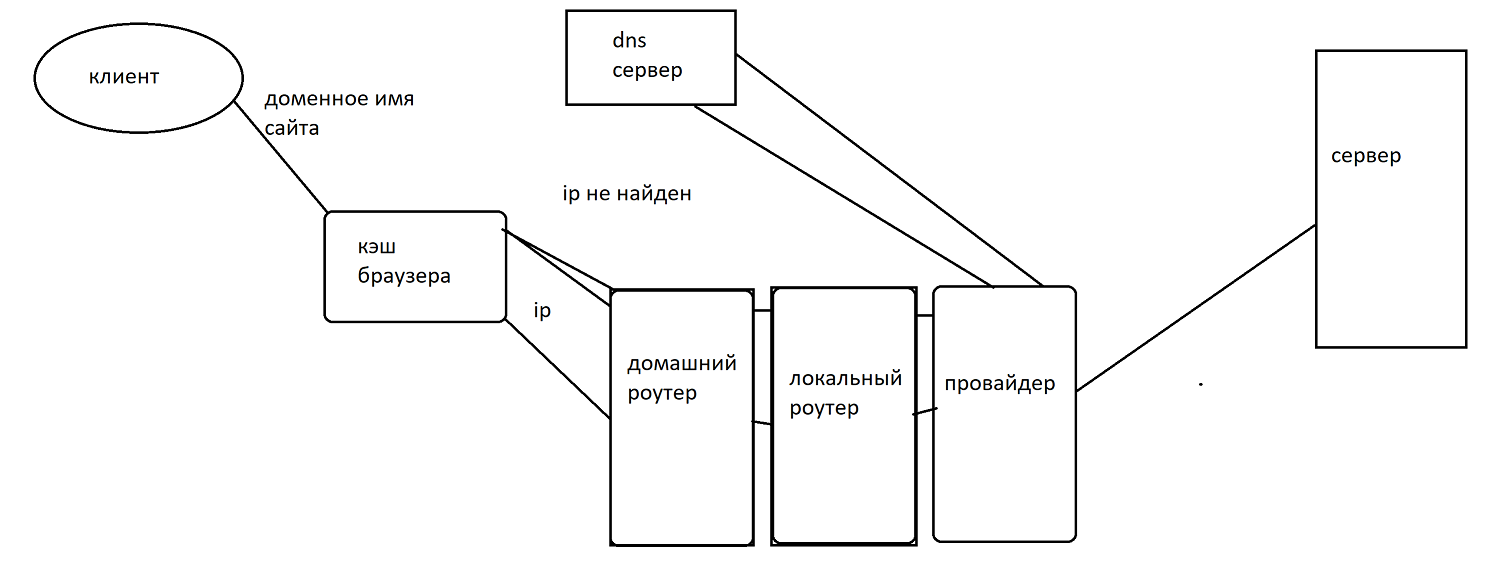 клиент
доменное имя
сайта
dns
сервер
сервер
ip не найден
кэш
браузера
ip
домашний
роутер
локальный
роутер
провайдер